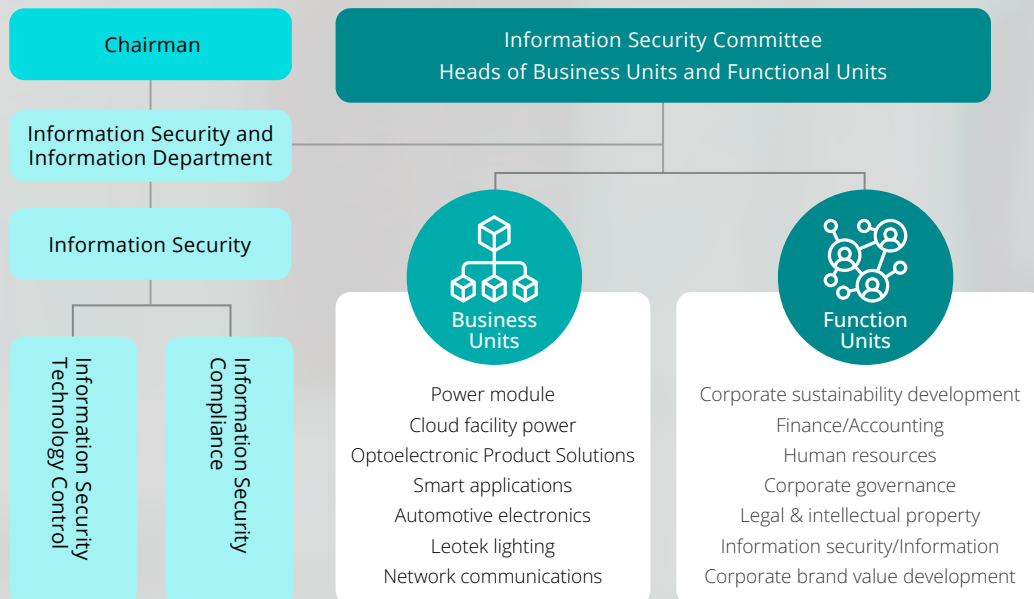 Chairman
Information Security and
Information Department
Information Security
Information Security
Technology Control
Information Security
Compliance
Information Security Committee
Heads of Business Units and Functional Units
Business
Units
Power module
Cloud facility power
Optoelectronic Product Solutions
Smart applications
Automotive electronics
Leotek lighting
Network communications
Function
Units
Corporate sustainability development
Finance/Accounting
Human resources
Corporate governance
Legal & intellectual property
Information security/Information
Corporate brand value development